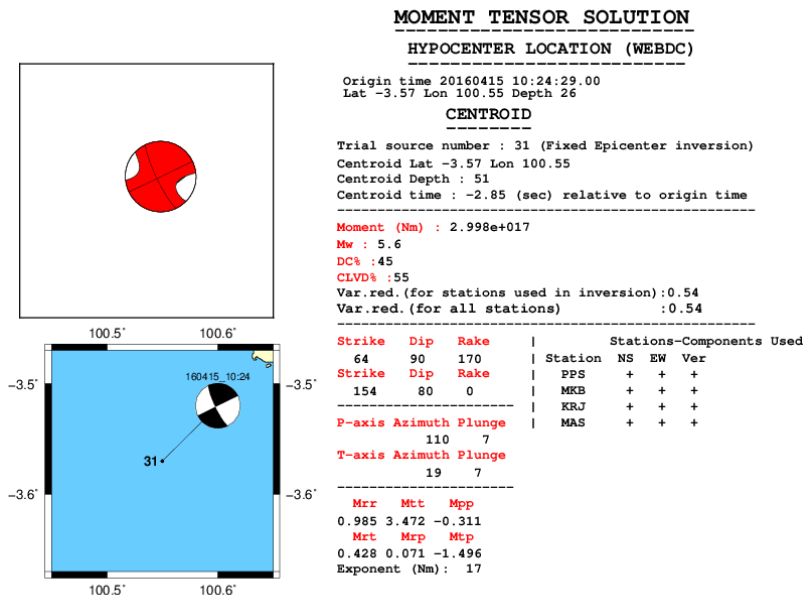 MOMENT TENSOR SOLUTION
HYPOCENTER LOCATION (WEBDC)
Origin time 20160415 10:24:29.00
Lat -3.57 Lon 100.55 Depth 26
CENTROID
Trial source number : 31 (Fixed Epicenter inversion)
Centroid Lat -3.57 Lon 100.55
Centroid Depth : 51
Centroid time : -2.85 (sec) relative to origin time
Moment (Nm) : 2.998e+017
Mw : 5.6
DC% :45
CLVD% :55
Var.red.(for stations used in inversion):0.54
Var.red.(for all stations) :0.54
Strike Dip Rake | Stations-Components Used
64 90 170 | Station NS EW Ver
Strike Dip Rake | PPS + + +
154 80 0 | MKB + + +
| KRJ + + +
P-axis Azimuth Plunge | MAS + + +
110 7
T-axis Azimuth Plunge
19 7
Mrr Mtt Mpp
0.985 3.472 -0.311
Mrt Mrp Mtp
0.428 0.071 -1.496
Exponent (Nm): 17
100.5° 100.6°
-3.5° -3.5°
160415_10:24
31
-3.6° -3.6°
100.5° 100.6°